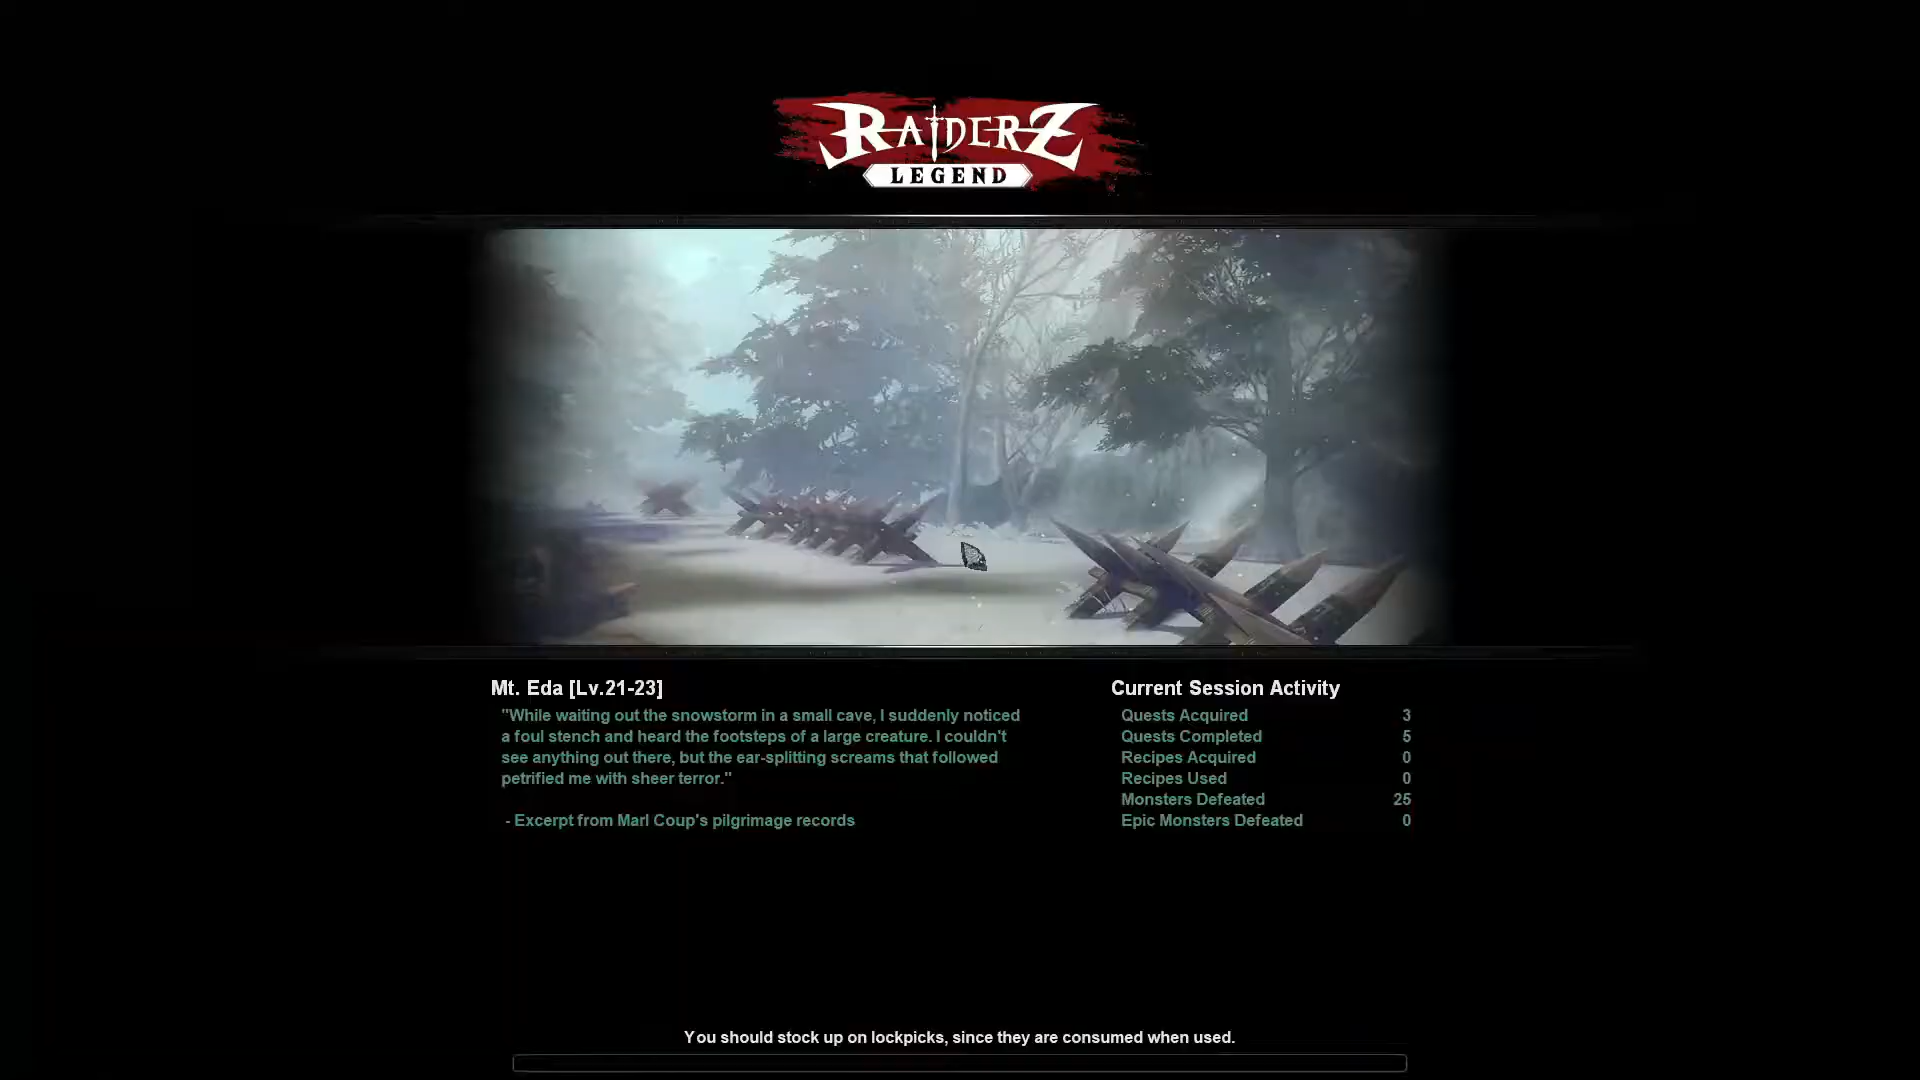 RAIDERZ
LEGEND
Mt. Eda [Lv.21-23]
"While waiting out the snowstorm in a small cave, I suddenly noticed
a foul stench and heard the footsteps of a large creature. I couldn't
see anything out there, but the ear-splitting screams that followed
petrified me with sheer terror."
- Excerpt from Marl Coup's pilgrimage records
Current Session Activity
Quests Acquired 3
Quests Completed 5
Recipes Acquired 0
Recipes Used 0
Monsters Defeated 25
Epic Monsters Defeated 0
You should stock up on lockpicks, since they are consumed when used.